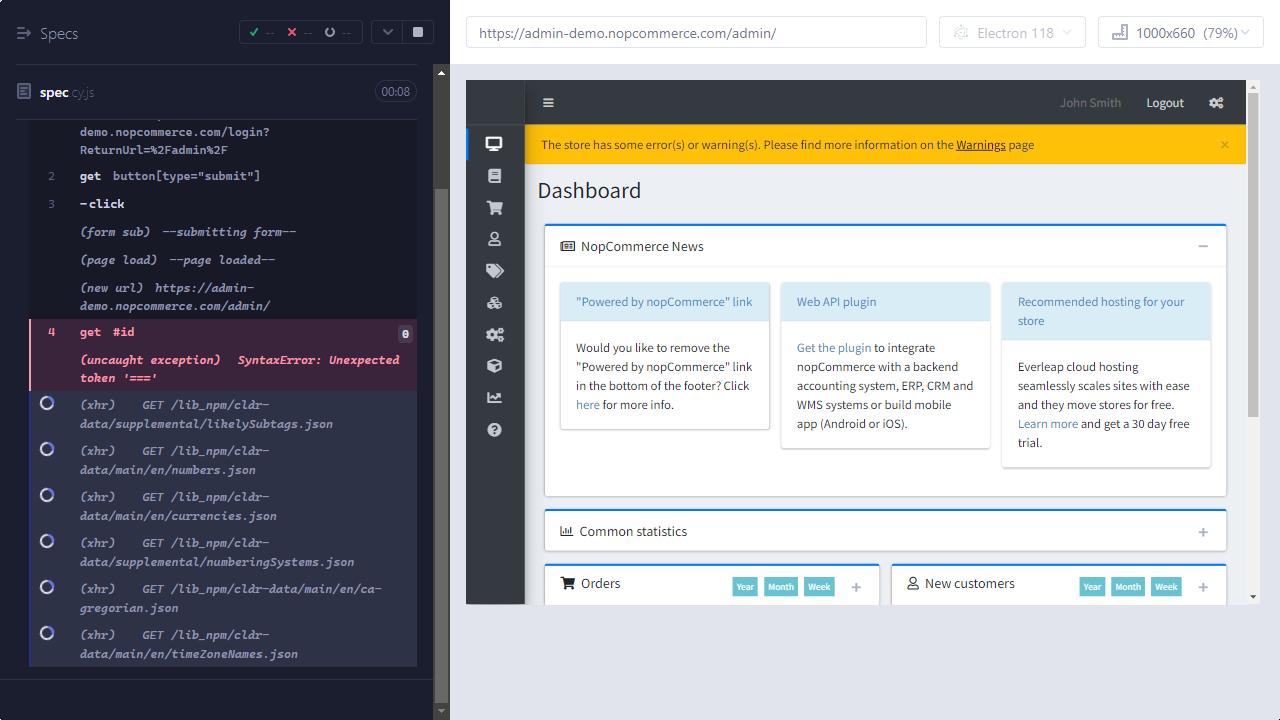 Specs
--
--
--
spec.cy.js
00:08
demo.nopcommerce.com/login?
ReturnUrl=%2Fadmin%2F
2 get button[type="submit"]
3 -click
(form sub) --submitting form--
(page load) --page loaded--
(new url) https://admin-
demo.nopcommerce.com/admin/
4 get #id 0
(uncaught exception) SyntaxError: Unexpected
token '==='
(xhr) GET /lib_npm/cldr-
data/supplemental/likelySubtags.json
(xhr) GET /lib_npm/cldr-
data/main/en/numbers.json
(xhr) GET /lib_npm/cldr-
data/main/en/currencies.json
(xhr) GET /lib_npm/cldr-
data/supplemental/numberingSystems.json
(xhr) GET /lib_npm/cldr-data/main/en/ca-
gregorian.json
(xhr) GET /lib_npm/cldr-
data/main/en/timeZoneNames.json
https://admin-demo.nopcommerce.com/admin/
Electron 118
1000x660 (79%)
John Smith
Logout
The store has some error(s) or warning(s). Please find more information on the Warnings page ×
Dashboard
NopCommerce News
"Powered by nopCommerce" link
Would you like to remove the
"Powered by nopCommerce" link
in the bottom of the footer? Click
here for more info.
Web API plugin
Get the plugin to integrate
nopCommerce with a backend
accounting system, ERP, CRM and
WMS systems or build mobile
app (Android or iOS).
Recommended hosting for your
store
Everleap cloud hosting
seamlessly scales sites with ease
and they move stores for free.
Learn more and get a 30 day free
trial.
Common statistics
Orders
Year
Month
Week
New customers
Year
Month
Week